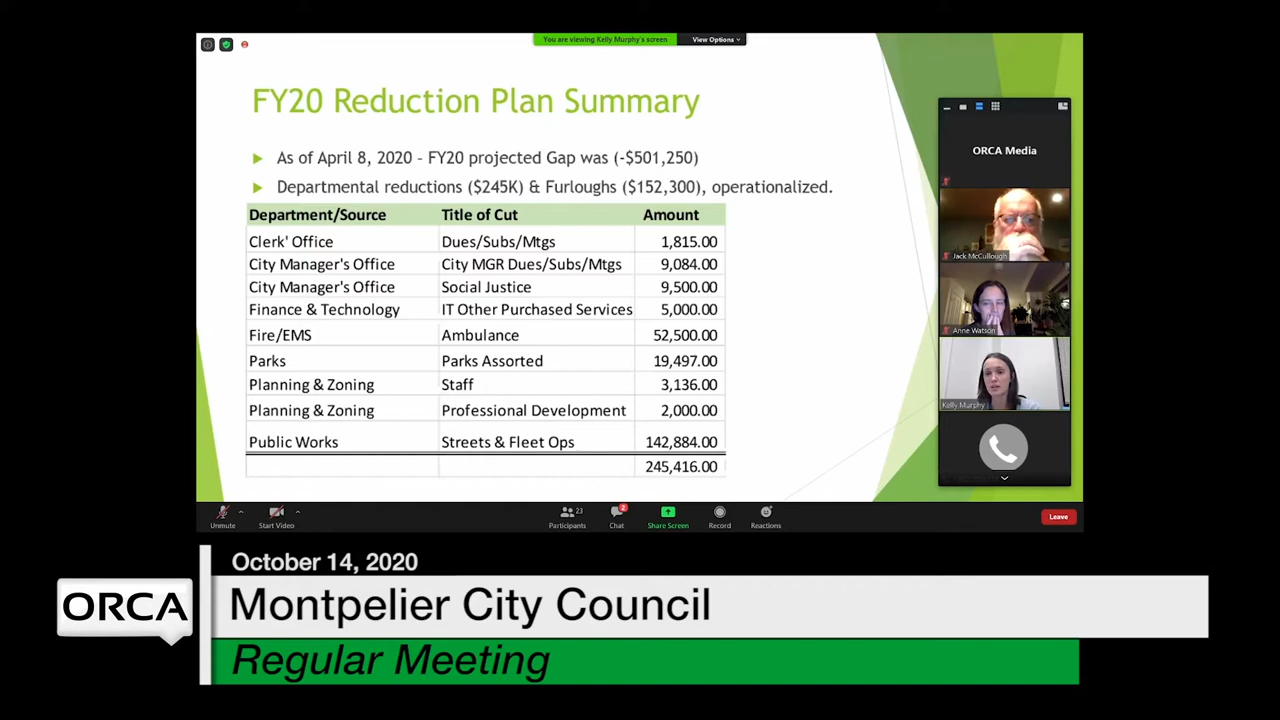 You are viewing Kelly Murphy's screen
View Options
FY20 Reduction Plan Summary
As of April 8, 2020 – FY20 projected Gap was (-$501,250)
Departmental reductions ($245K) & Furloughs ($152,300), operationalized.
Department/Source Title of Cut Amount
Clerk' Office Dues/Subs/Mtgs 1,815.00
City Manager's Office City MGR Dues/Subs/Mtgs 9,084.00
City Manager's Office Social Justice 9,500.00
Finance & Technology IT Other Purchased Services 5,000.00
Fire/EMS Ambulance 52,500.00
Parks Parks Assorted 19,497.00
Planning & Zoning Staff 3,136.00
Planning & Zoning Professional Development 2,000.00
Public Works Streets & Fleet Ops 142,884.00
245,416.00
ORCA Media
Jack McCullough
Anne Watson
Kelly Murphy
Unmute
Start Video
23
Participants
2
Chat
Share Screen
Record
Reactions
Leave
October 14, 2020
ORCA
Montpelier City Council
Regular Meeting